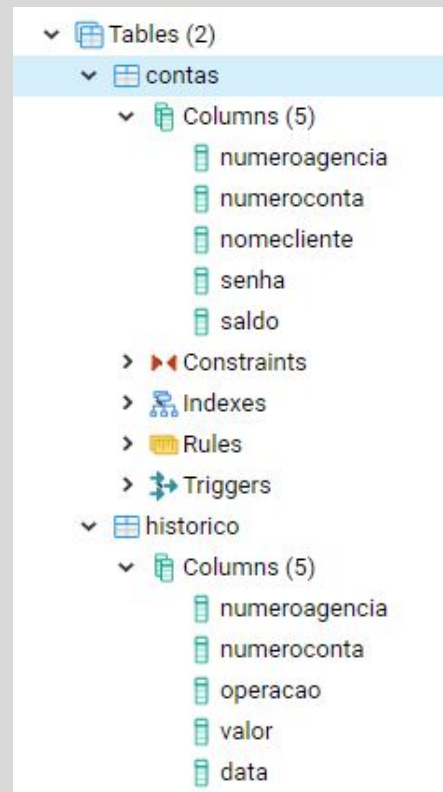 Tables (2)
contas
Columns (5)
numeroagencia
numeroconta
nomecliente
senha
saldo
Constraints
Indexes
Rules
Triggers
historico
Columns (5)
numeroagencia
numeroconta
operacao
valor
data